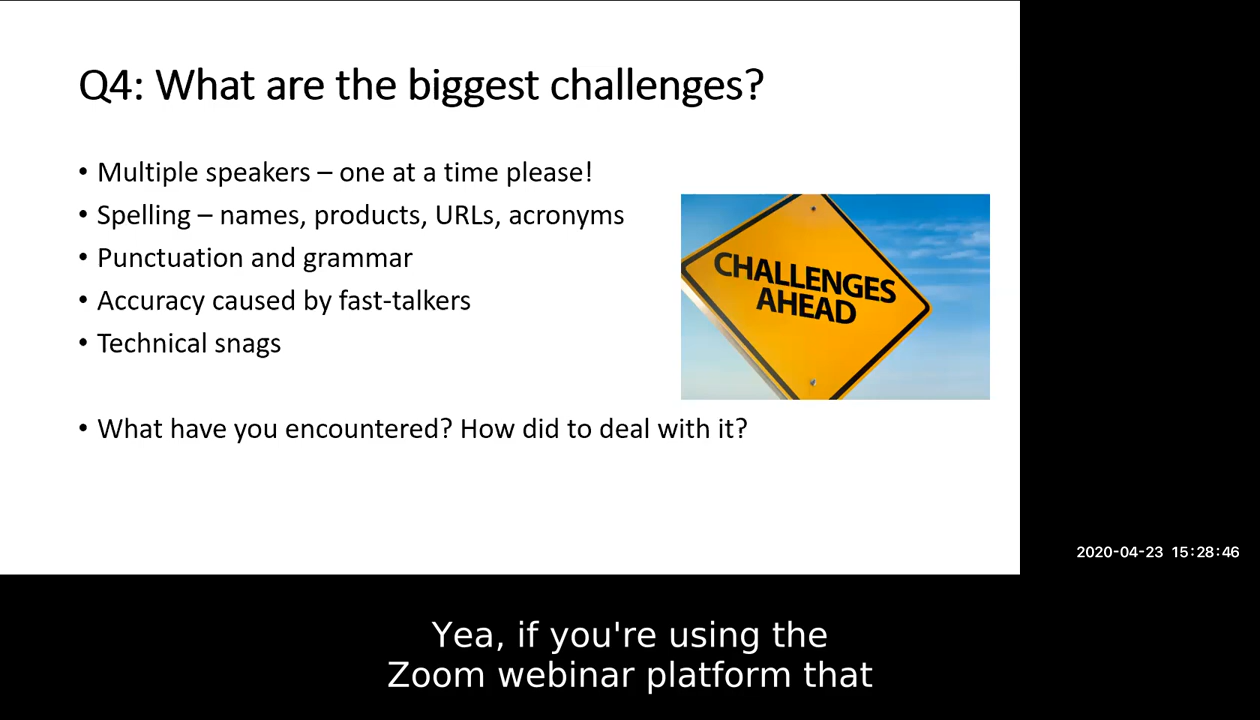 Q4: What are the biggest challenges?
• Multiple speakers – one at a time please!
• Spelling – names, products, URLs, acronyms
• Punctuation and grammar
• Accuracy caused by fast-talkers
• Technical snags
• What have you encountered? How did to deal with it?
CHALLENGES
AHEAD
2020-04-23 15:28:46
Yea, if you're using the
Zoom webinar platform that